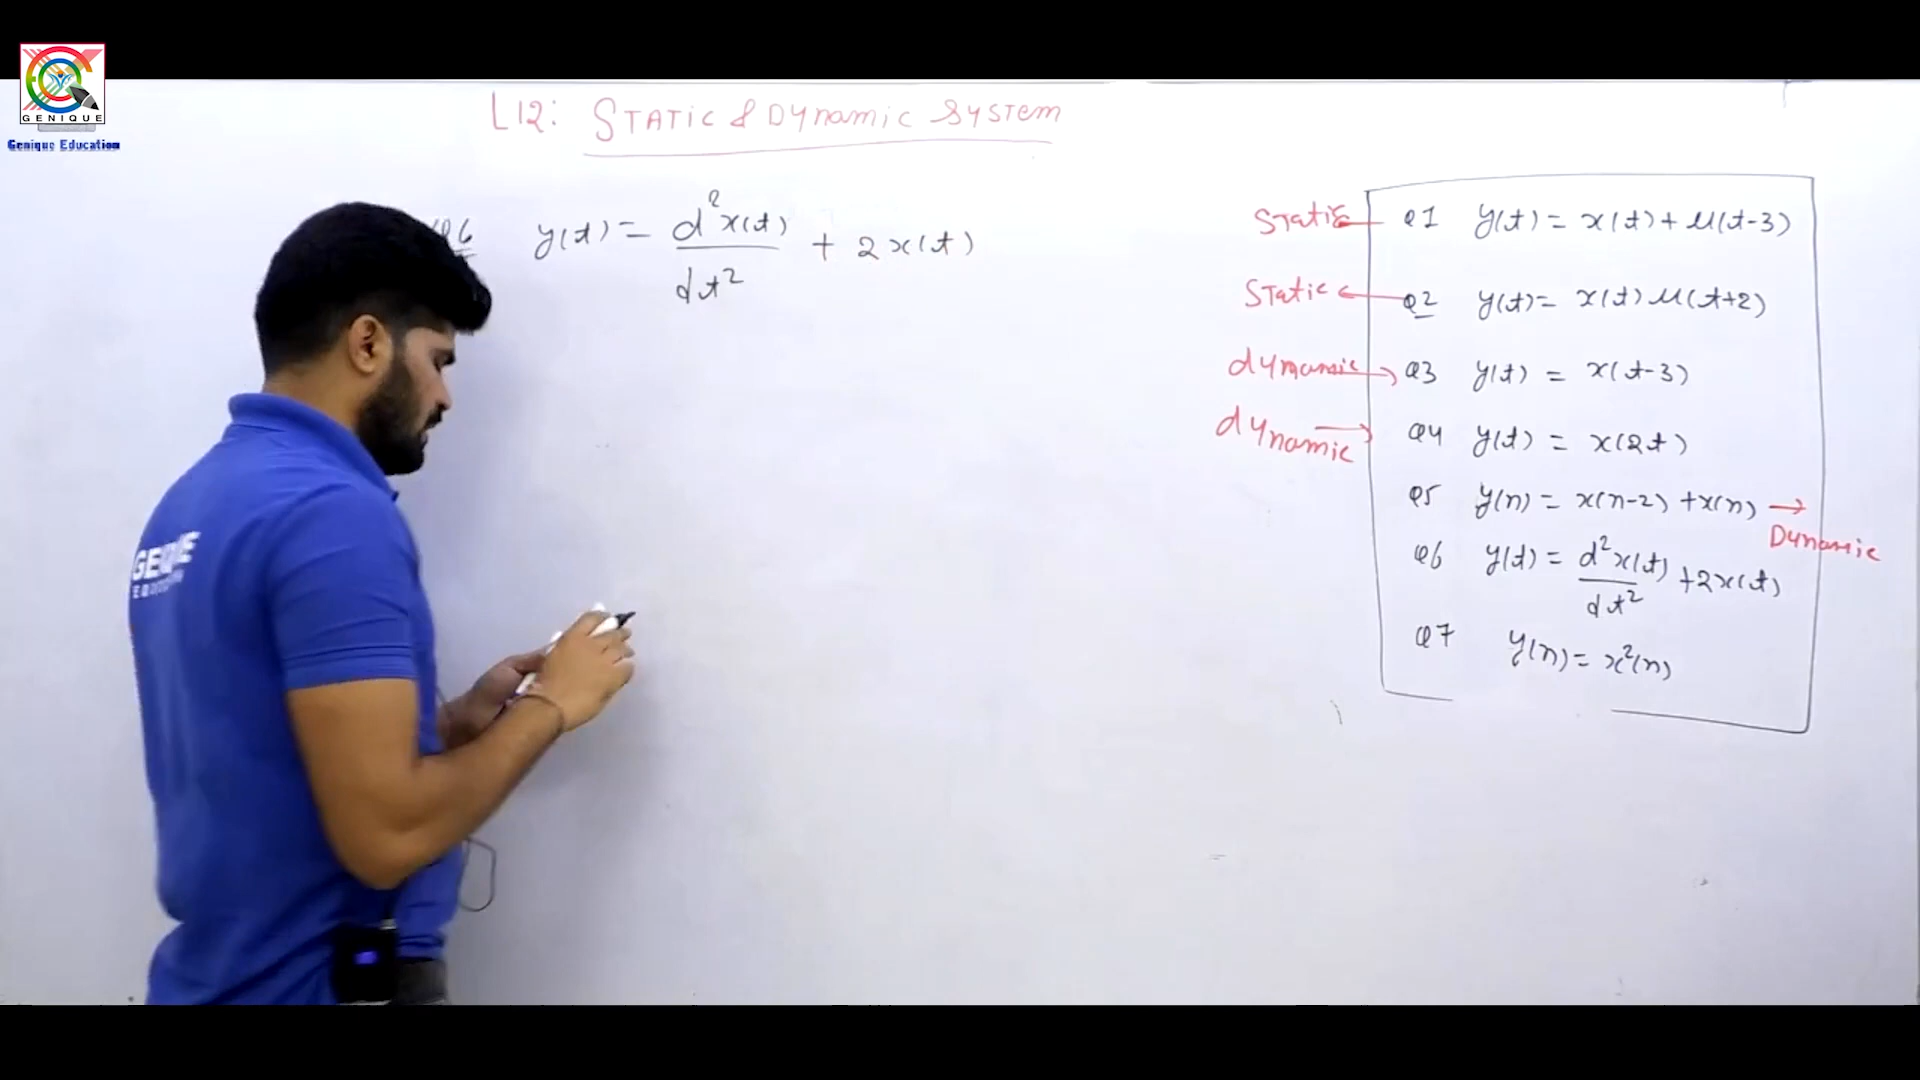 GENIQUE
Genique Education
L12: STATic & Dynamic System
Q6 y(t) = d²x(t)/dt² + 2x(t)
Static Q1 y(t) = x(t) + u(t-3)
Static Q2 y(t) = x(t) u(t+2)
dynamic Q3 y(t) = x(t-3)
dynamic Q4 y(t) = x(2t)
Q5 y(n) = x(n-2) + x(n) → Dynamic
Q6 y(t) = d²x(t)/dt² + 2x(t)
Q7 y(n) = x²(n)